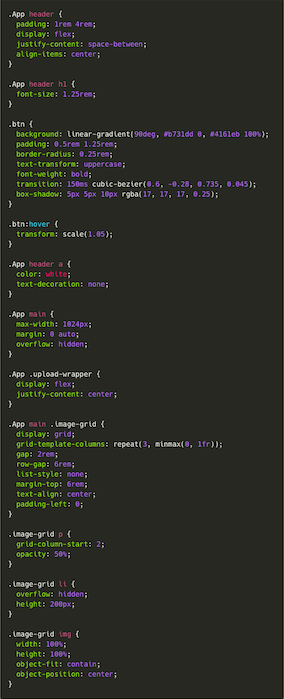 .App header {
  padding: 1rem 4rem;
  display: flex;
  justify-content: space-between;
  align-items: center;
}

.App header h1 {
  font-size: 1.25rem;
}

.btn {
  background: linear-gradient(90deg, #b731dd 0, #4161eb 100%);
  padding: 0.5rem 1.25rem;
  border-radius: 0.25rem;
  text-transform: uppercase;
  font-weight: bold;
  transition: 150ms cubic-bezier(0.6, -0.28, 0.735, 0.045);
  box-shadow: 5px 5px 10px rgba(17, 17, 17, 0.25);
}

.btn:hover {
  transform: scale(1.05);
}

.App header a {
  color: white;
  text-decoration: none;
}

.App main {
  max-width: 1024px;
  margin: 0 auto;
  overflow: hidden;
}

.App .upload-wrapper {
  display: flex;
  justify-content: center;
}

.App main .image-grid {
  display: grid;
  grid-template-columns: repeat(3, minmax(0, 1fr));
  gap: 2rem;
  row-gap: 6rem;
  list-style: none;
  margin-top: 6rem;
  text-align: center;
  padding-left: 0;
}

.image-grid p {
  grid-column-start: 2;
  opacity: 50%;
}

.image-grid li {
  overflow: hidden;
  height: 200px;
}

.image-grid img {
  width: 100%;
  height: 100%;
  object-fit: contain;
  object-position: center;
}